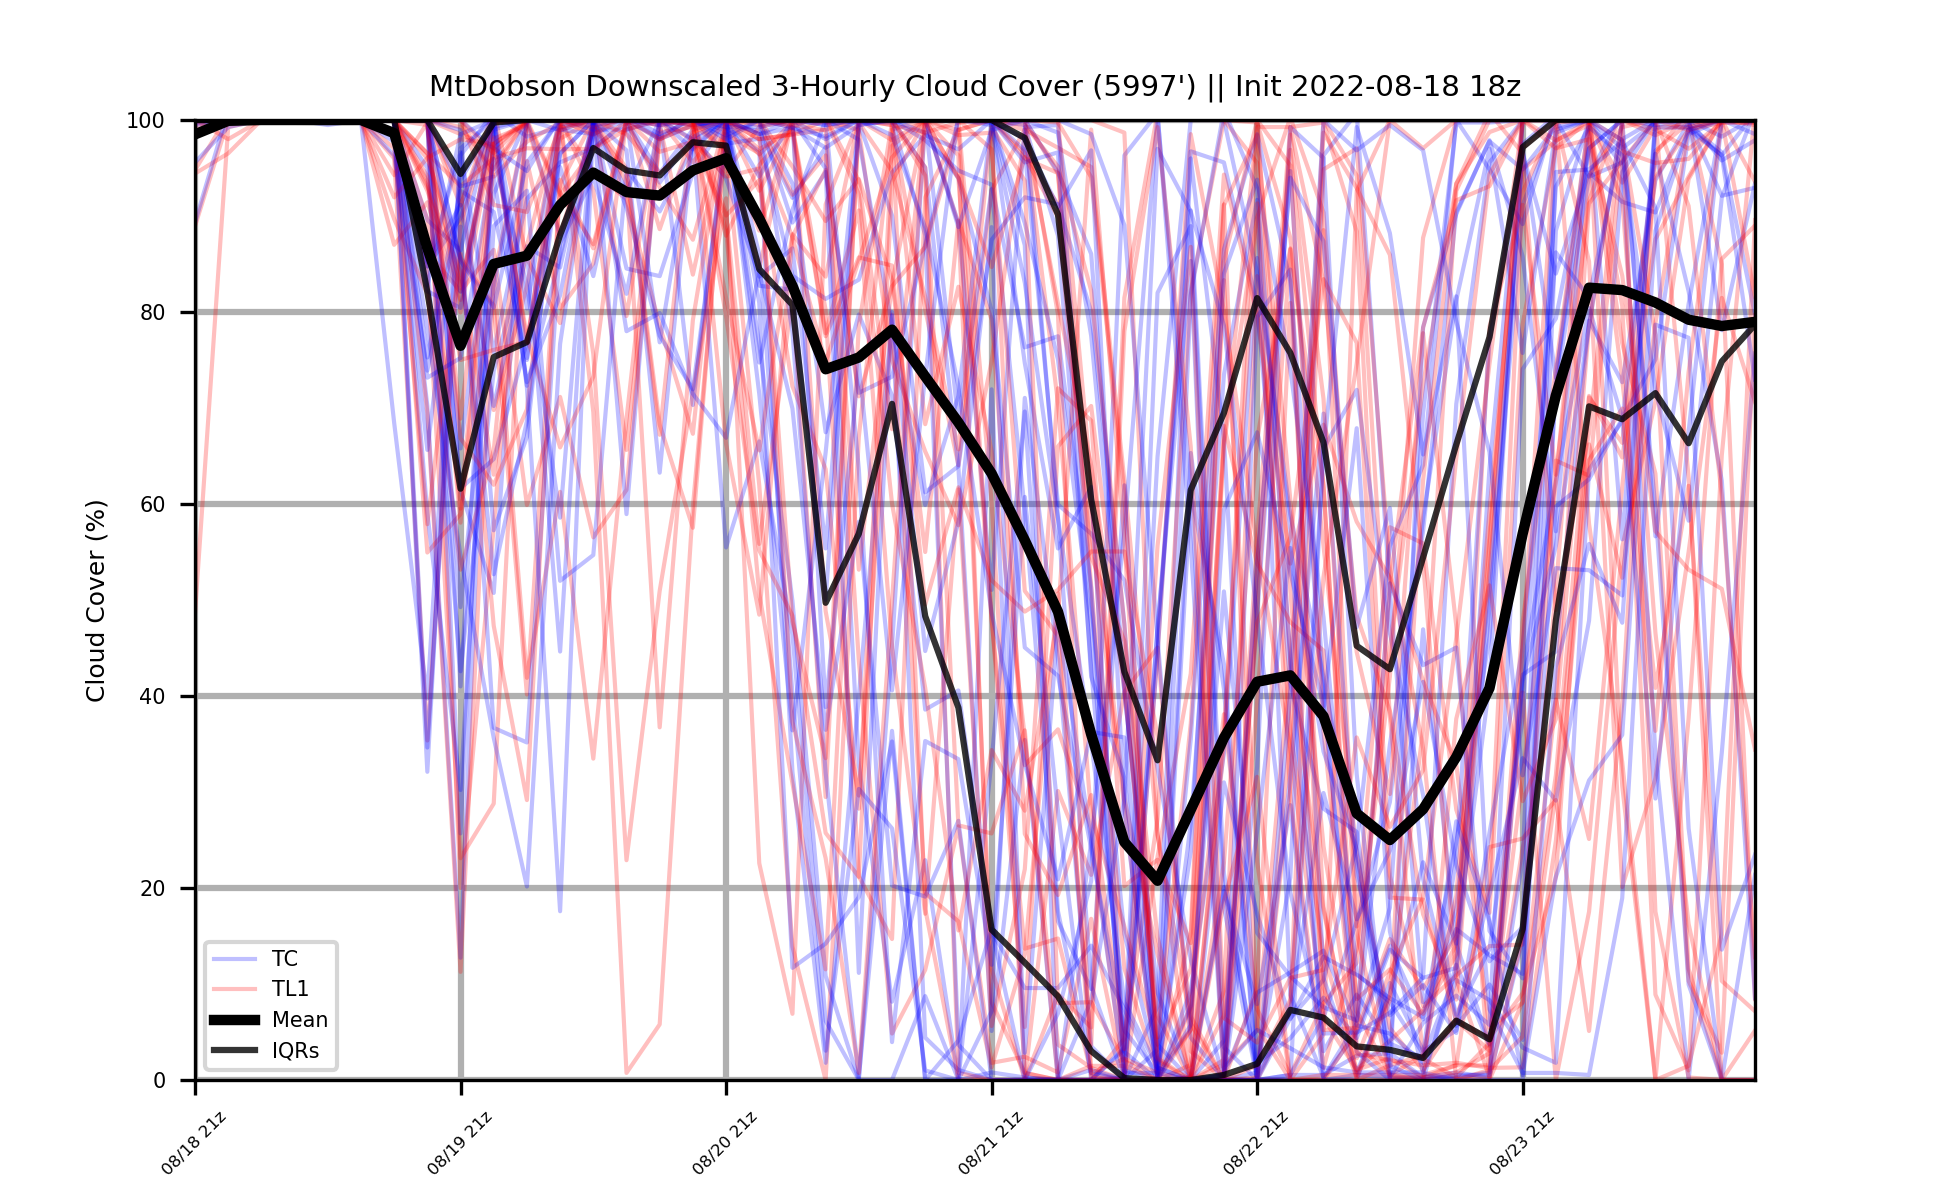 MtDobson Downscaled 3-Hourly Cloud Cover (5997') || Init 2022-08-18 18z
Cloud Cover (%)
100
80
60
40
20
0
TC
TL1
Mean
IQRs
08/18 21z
08/19 21z
08/20 21z
08/21 21z
08/22 21z
08/23 21z